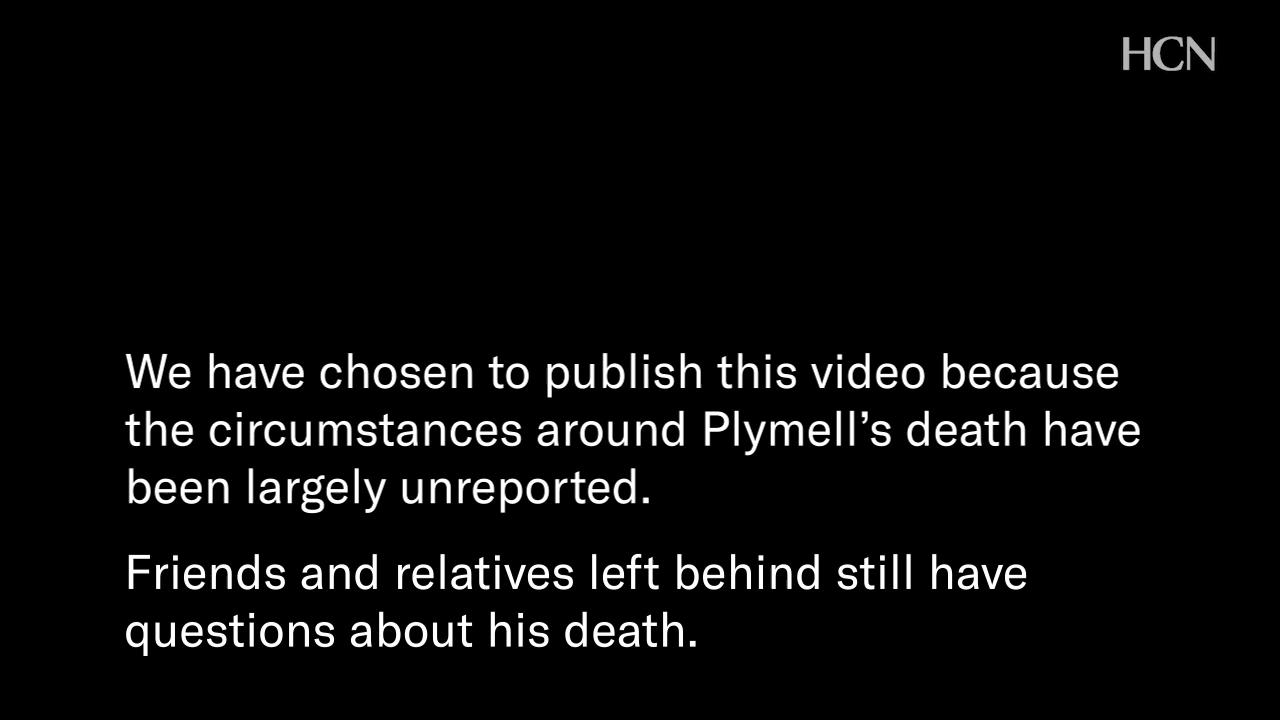 HCN
We have chosen to publish this video because
the circumstances around Plymell’s death have
been largely unreported.
Friends and relatives left behind still have
questions about his death.